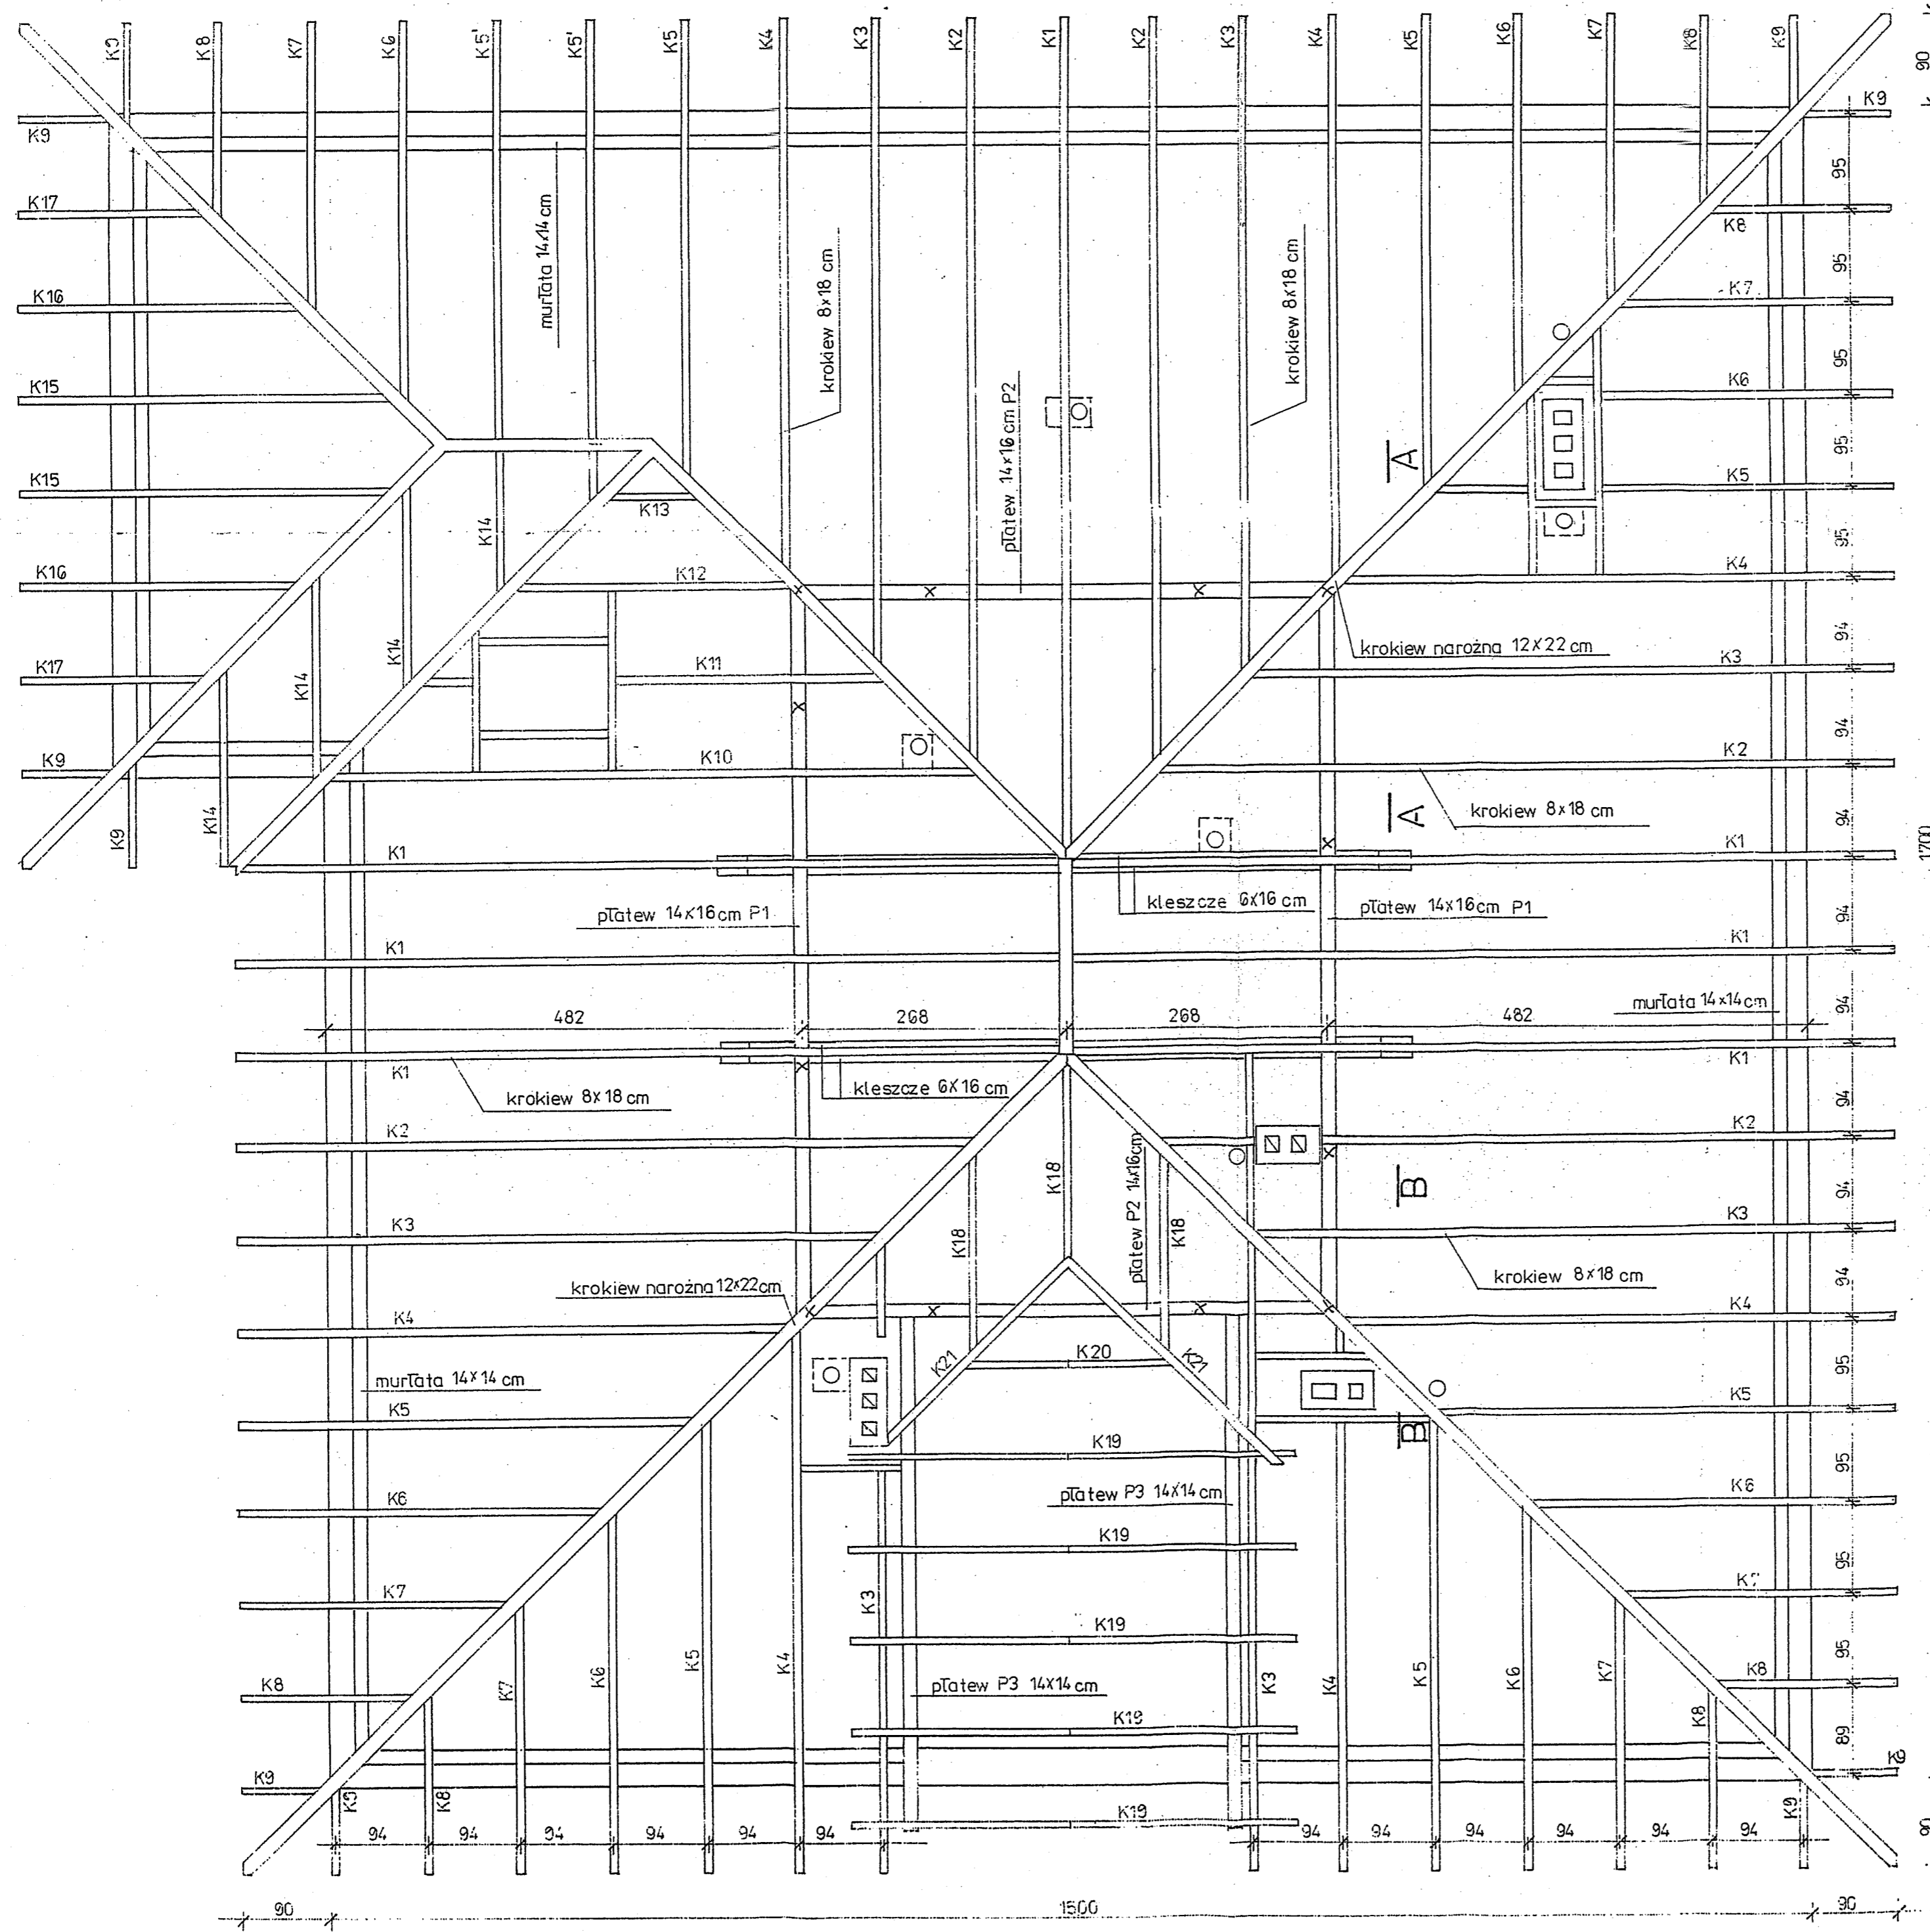 K9 K8 K7 K6 K5' K5' K5 K4 K3 K2 K1 K2 K3 K4 K5 K6 K7 K8 K9
90
K9
K9
95
K17
K8
murłata 14x14 cm
krokiew 8x18 cm
krokiew 8x18 cm
95
K16
K7
95
K15
płatew 14x16 cm P2
K6
A
95
K15
K13
K14
K5
95
K16
K12
K4
94
K14
krokiew narożna 12x22 cm
K17
K14
K11
K3
94
K9
K10
K2
K9
K14
krokiew 8x18 cm
A
94
1700
K1
K1
kleszcze 6x16 cm
płatew 14x16 cm P1
płatew 14x16 cm P1
94
K1
K1
murłata 14x14 cm
94
482
268
268
482
K1
K1
krokiew 8x18 cm
kleszcze 6x16 cm
94
K2
K2
K18
płatew P2 14x16cm
B
94
K3
K18
K18
K3
krokiew narożna 12x22cm
krokiew 8x18 cm
94
K4
K4
murłata 14x14 cm
K21
K20
K21
95
K5
K5
B
K19
95
płatew P3 14x14 cm
K6
K6
K19
95
K7
K3
K7
K19
95
K8
K7
K6
K5
K4
płatew P3 14x14 cm
K3
K4
K5
K6
K7
K8
K8
K19
89
K9
K9
K8
K9
K9
K19
94 94 94 94 94 94
94 94 94 94 94 94
90
90
1500
90